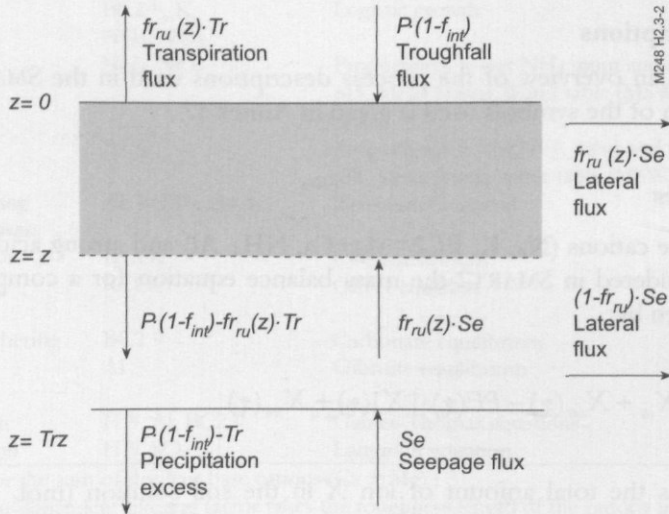 fr_ru (z)·Tr
Transpiration
flux
P·(1-f_int)
Troughfall
flux
H2.3-2
z= 0
fr_ru (z)·Se
Lateral
flux
z= z
P·(1-f_int)-fr_ru(z)·Tr
fr_ru(z)·Se
(1-fr_ru)·Se
Lateral
flux
z= Trz
P·(1-f_int)-Tr
Precipitation
excess
Se
Seepage flux